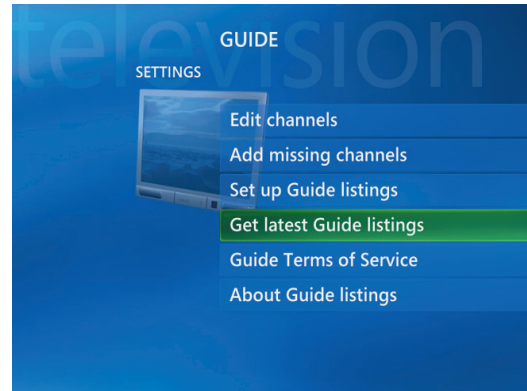 television
GUIDE
SETTINGS
Edit channels
Add missing channels
Set up Guide listings
Get latest Guide listings
Guide Terms of Service
About Guide listings